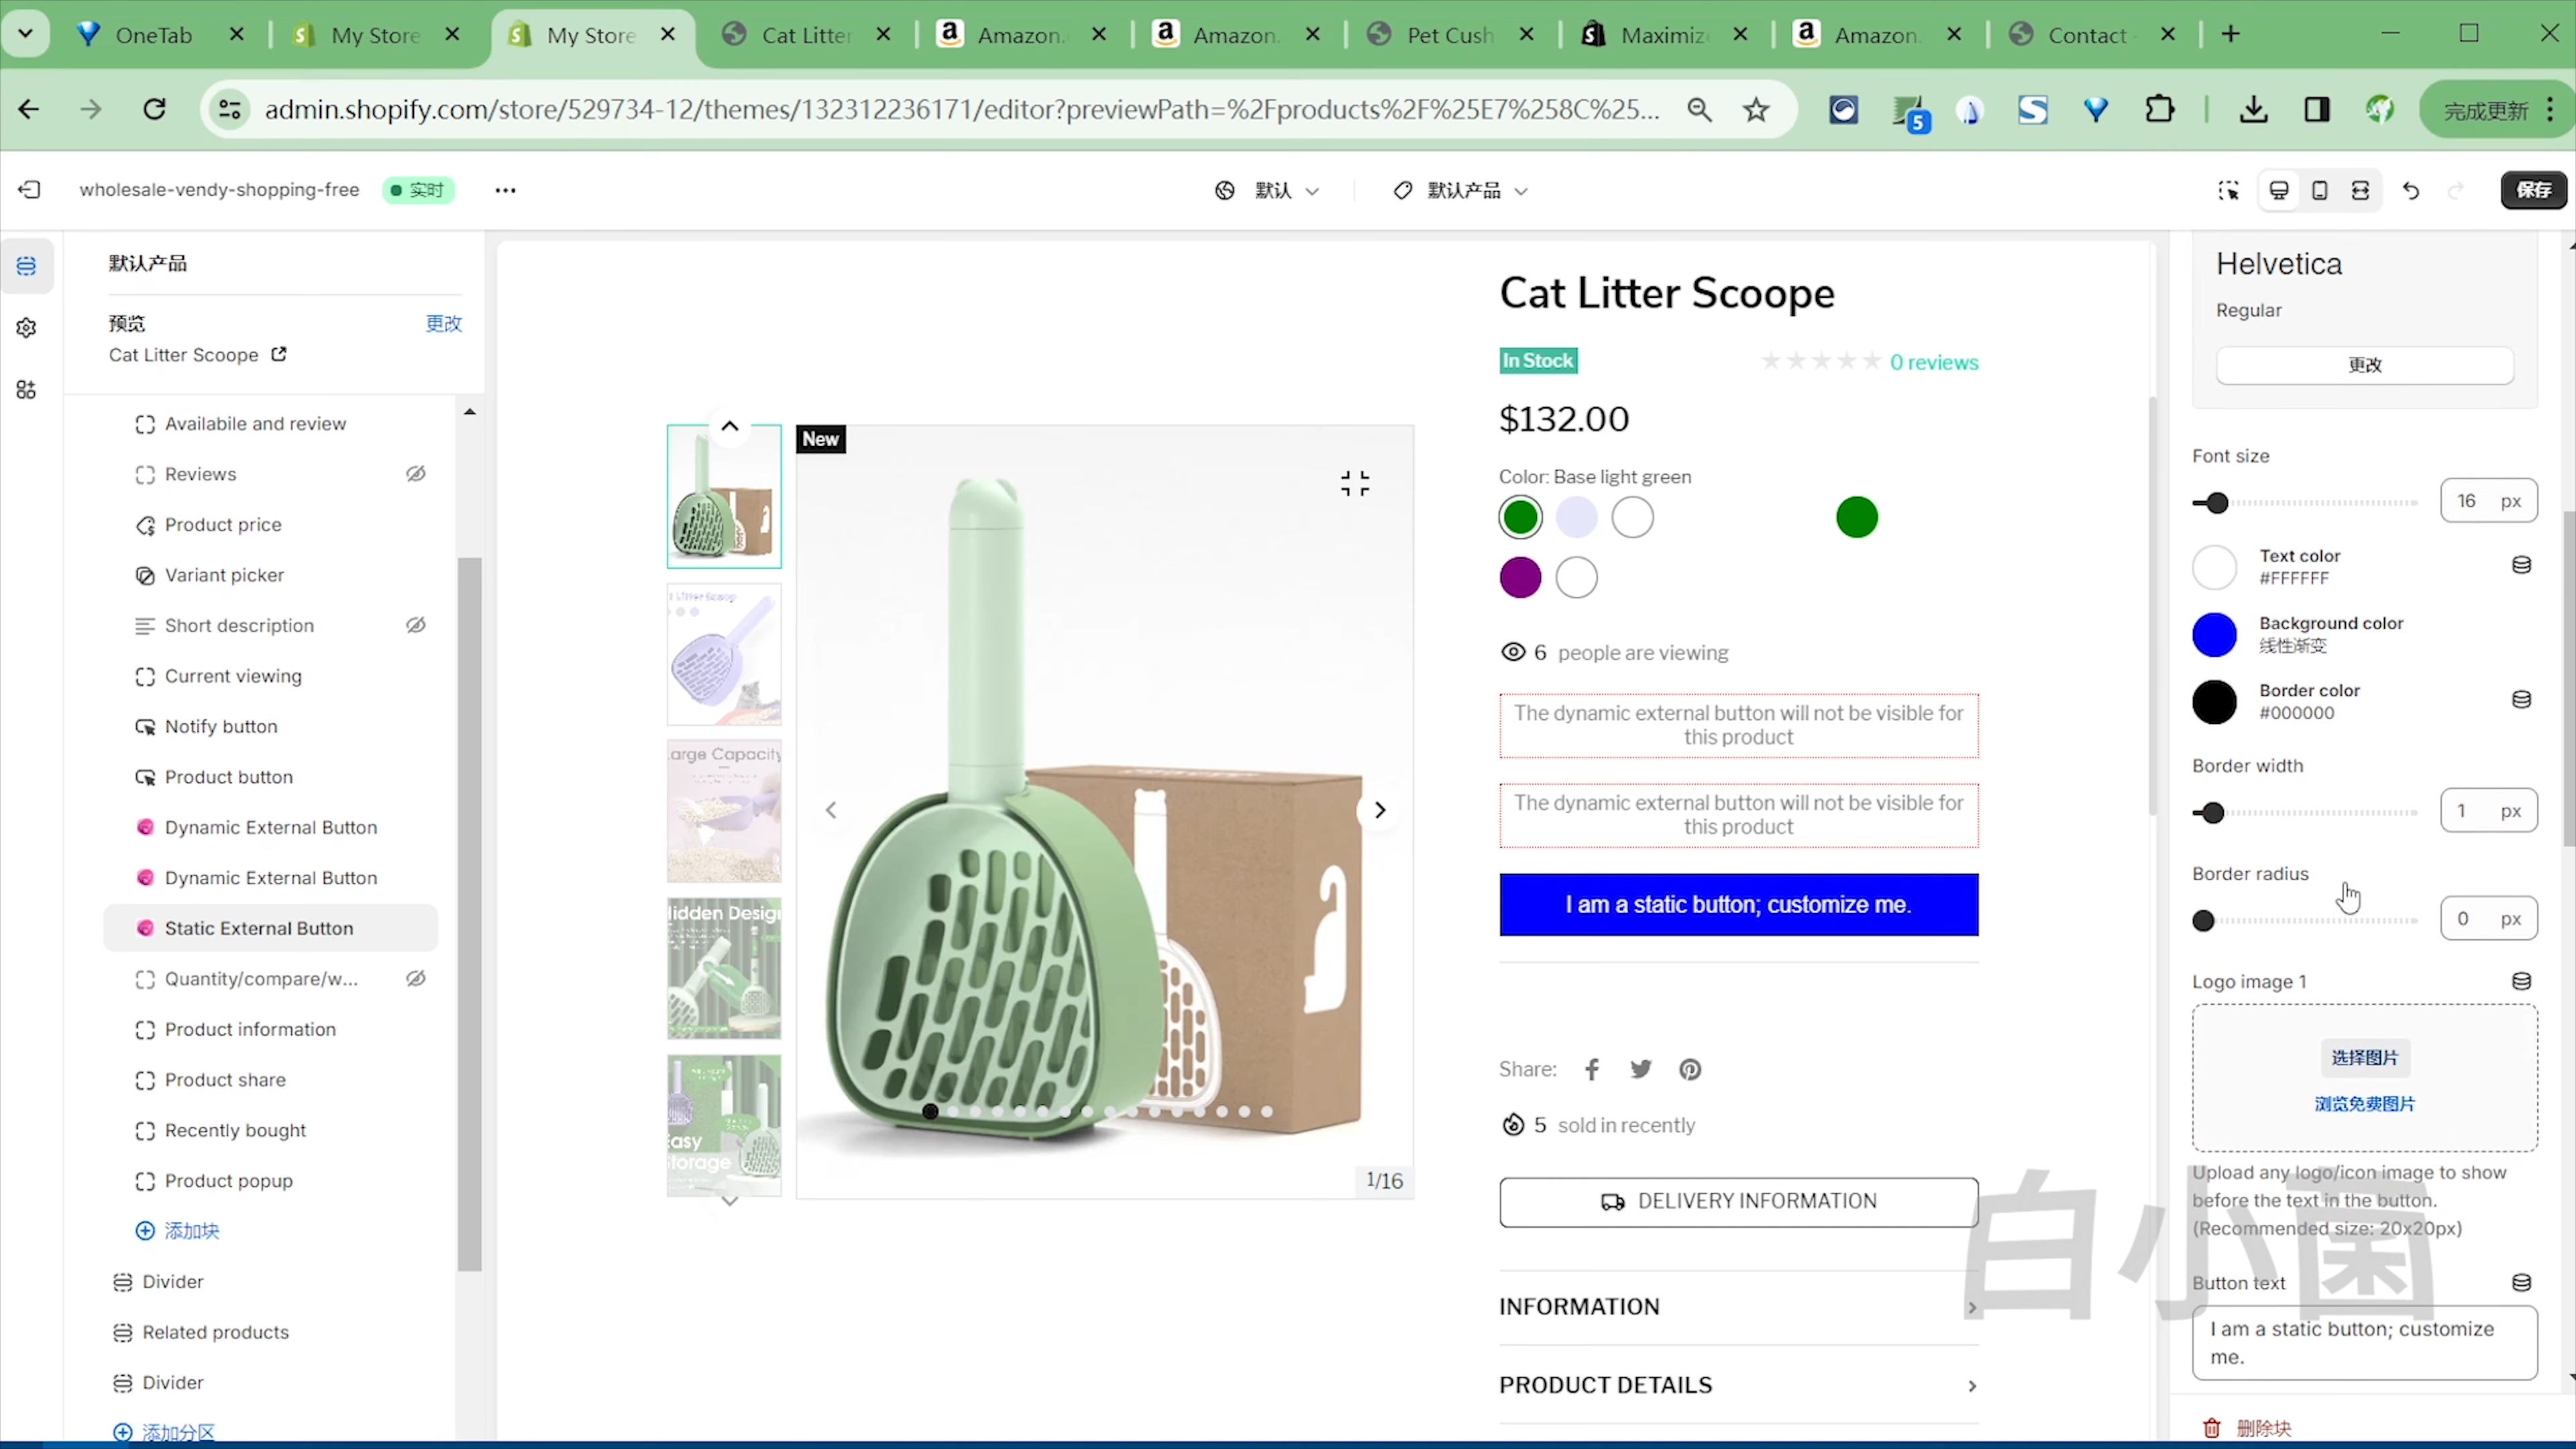 OneTab
My Store
My Store
Cat Litter
Amazon.
Amazon.
Pet Cush
Maximiz
Amazon.
Contact -
admin.shopify.com/store/529734-12/themes/132312236171/editor?previewPath=%2Fproducts%2F%25E7%258C%25...
5
完成更新
wholesale-vendy-shopping-free
实时
默认
默认产品
保存
默认产品
预览
更改
Cat Litter Scoope
Availabile and review
Reviews
Product price
Variant picker
Short description
Current viewing
Notify button
Product button
Dynamic External Button
Dynamic External Button
Static External Button
Quantity/compare/w...
Product information
Product share
Recently bought
Product popup
添加块
Divider
Related products
Divider
添加分区
t Litter Scoop
arge Capacity
idden Design
Easy
Storage
New
1/16
Cat Litter Scoope
In Stock
0 reviews
$132.00
Color: Base light green
6 people are viewing
The dynamic external button will not be visible for
this product
The dynamic external button will not be visible for
this product
I am a static button; customize me.
Share:
5 sold in recently
DELIVERY INFORMATION
INFORMATION
PRODUCT DETAILS
Helvetica
Regular
更改
Font size
16 px
Text color
#FFFFFF
Background color
线性渐变
Border color
#000000
Border width
1 px
Border radius
0 px
Logo image 1
选择图片
浏览免费图片
Upload any logo/icon image to show
before the text in the button.
(Recommended size: 20x20px)
Button text
I am a static button; customize
me.
删除块
白小菌